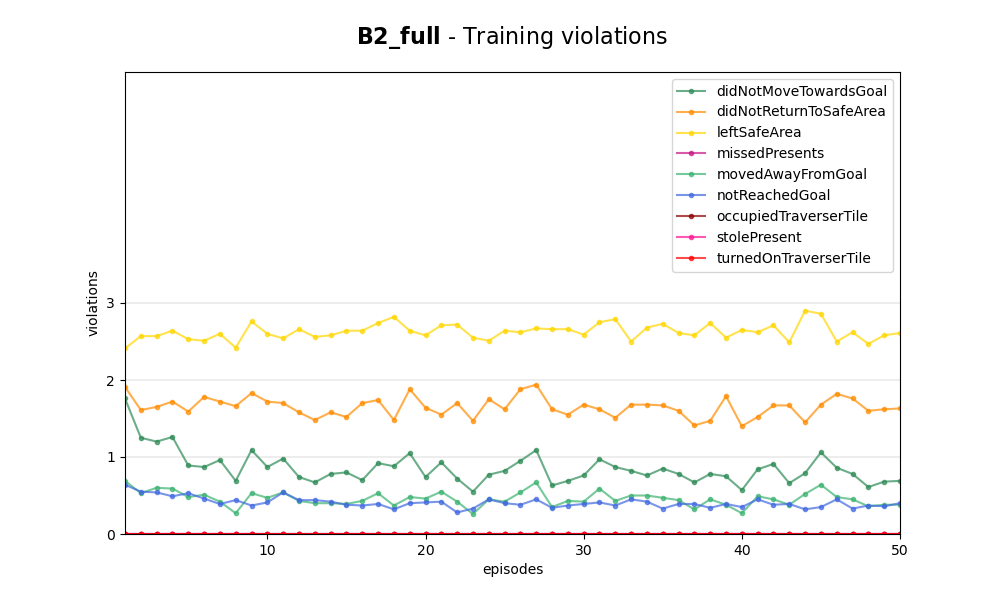 B2_full - Training violations
didNotMoveTowardsGoal
didNotReturnToSafeArea
leftSafeArea
missedPresents
movedAwayFromGoal
notReachedGoal
occupiedTraverserTile
stolePresent
turnedOnTraverserTile
violations
3
2
1
0
10 20 30 40 50
episodes